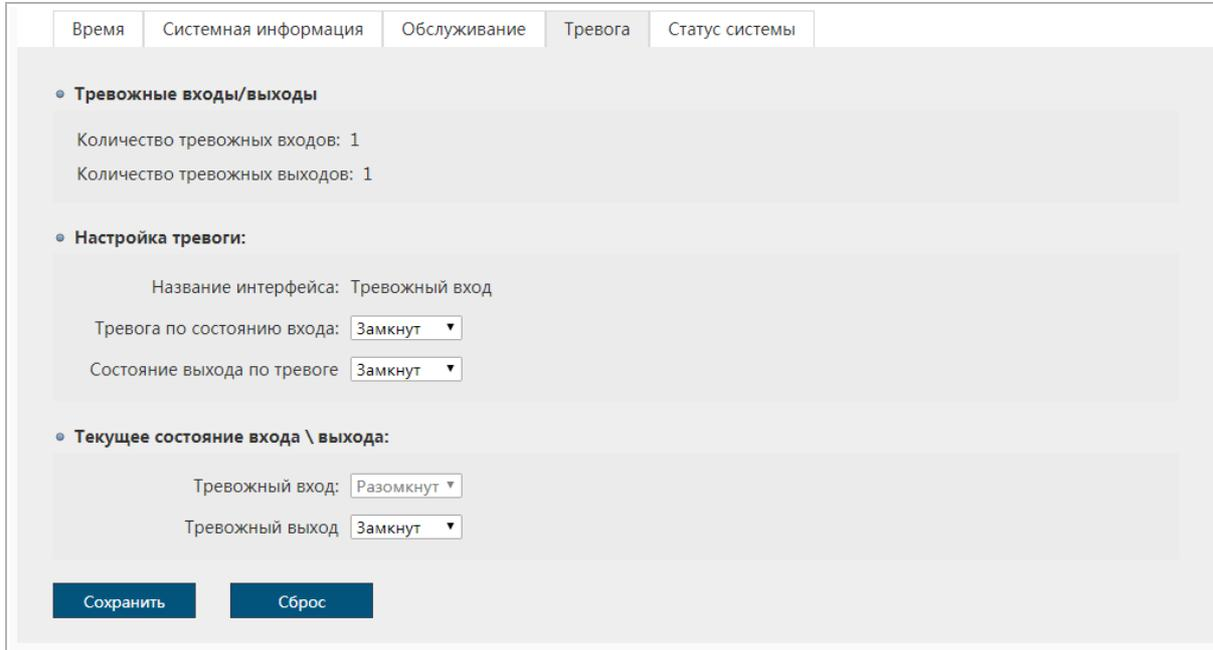 Время Системная информация Обслуживание Тревога Статус системы
Тревожные входы/выходы
Количество тревожных входов: 1
Количество тревожных выходов: 1
Настройка тревоги:
Название интерфейса: Тревожный вход
Тревога по состоянию входа: Замкнут
Состояние выхода по тревоге Замкнут
Текущее состояние входа \ выхода:
Тревожный вход: Разомкнут
Тревожный выход Замкнут
Сохранить Сброс